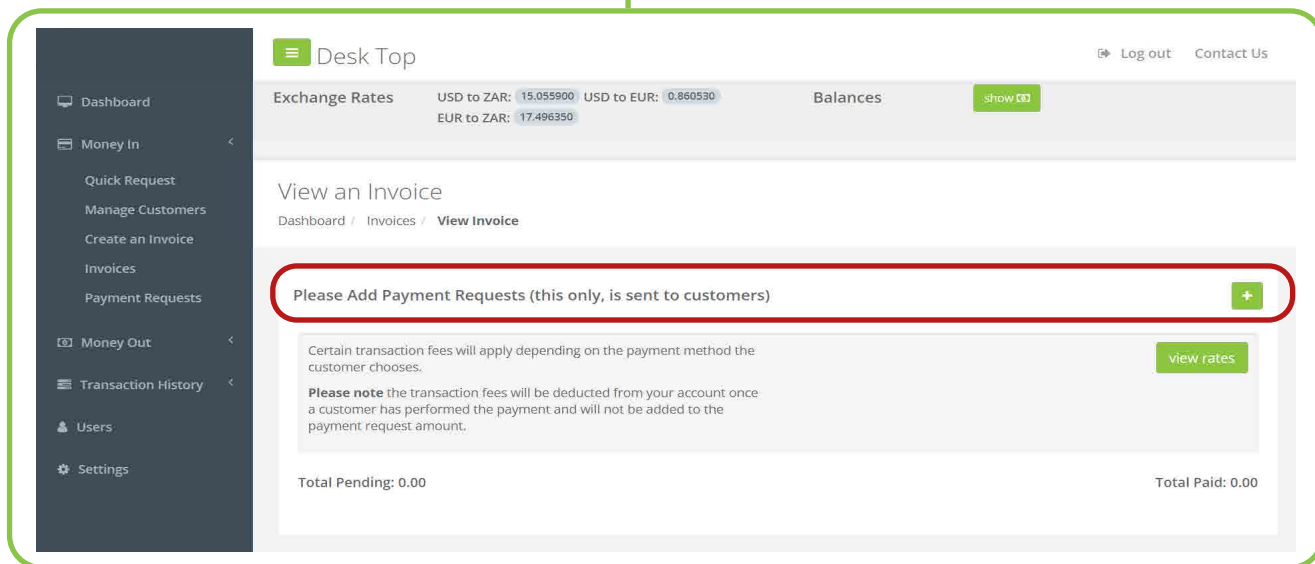 Desk Top
Log out Contact Us
Dashboard
Money In
Quick Request
Manage Customers
Create an Invoice
Invoices
Payment Requests
Money Out
Transaction History
Users
Settings
Exchange Rates
USD to ZAR: 15.055900 USD to EUR: 0.860530
EUR to ZAR: 17.496350
Balances
show
View an Invoice
Dashboard / Invoices / View Invoice
Please Add Payment Requests (this only, is sent to customers)
+
Certain transaction fees will apply depending on the payment method the
customer chooses.
view rates
Please note the transaction fees will be deducted from your account once
a customer has performed the payment and will not be added to the
payment request amount.
Total Pending: 0.00
Total Paid: 0.00